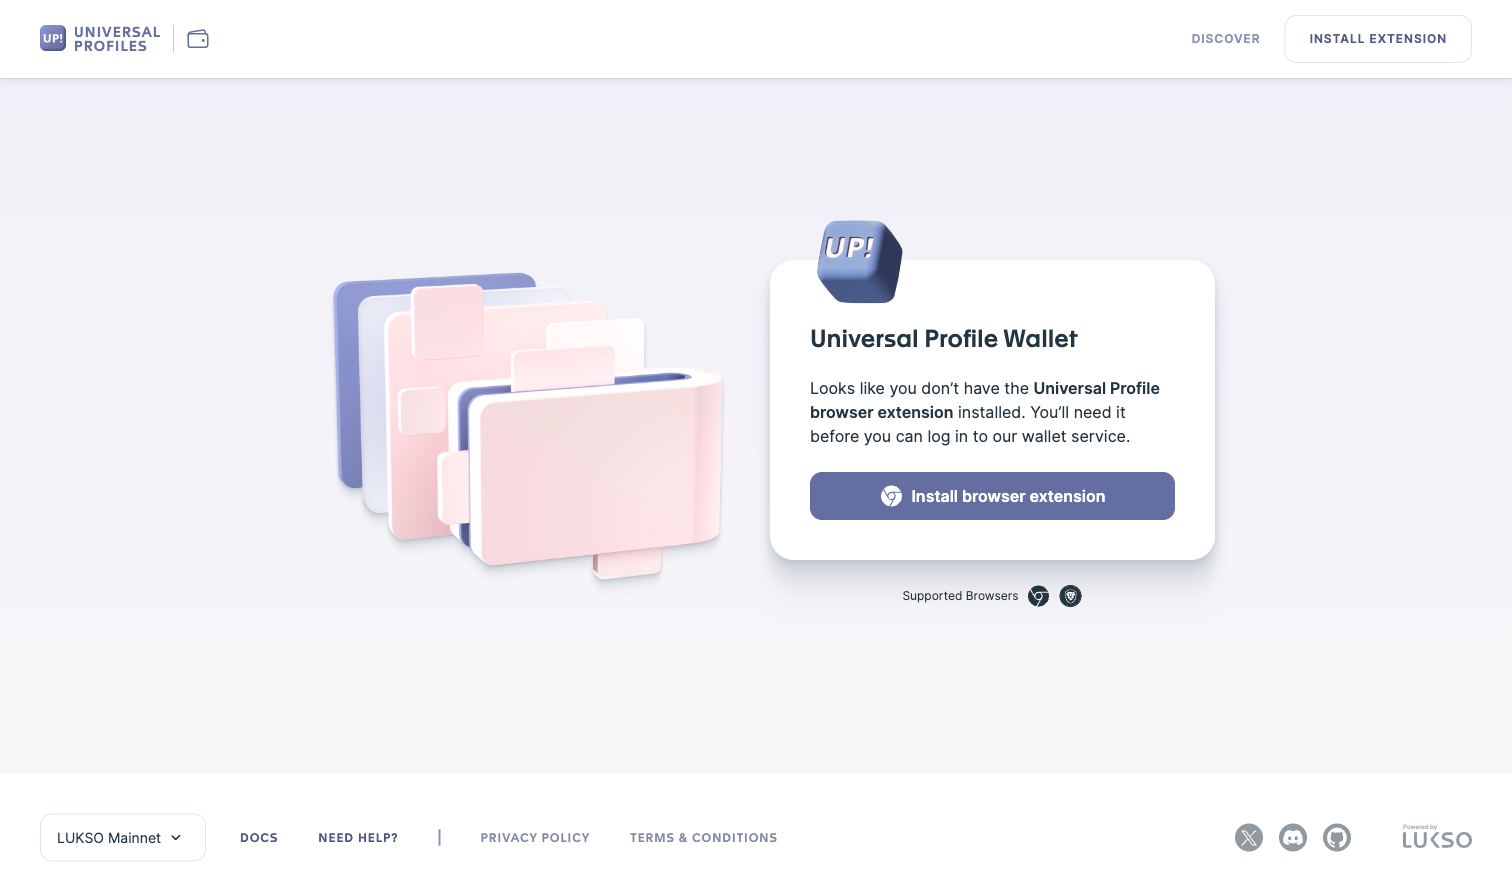 UP!
UNIVERSAL
PROFILES
DISCOVER
INSTALL EXTENSION
UP!
Universal Profile Wallet
Looks like you don’t have the Universal Profile
browser extension installed. You’ll need it
before you can log in to our wallet service.
Install browser extension
Supported Browsers
LUKSO Mainnet
DOCS
NEED HELP?
PRIVACY POLICY
TERMS & CONDITIONS
Powered by
LUKSO